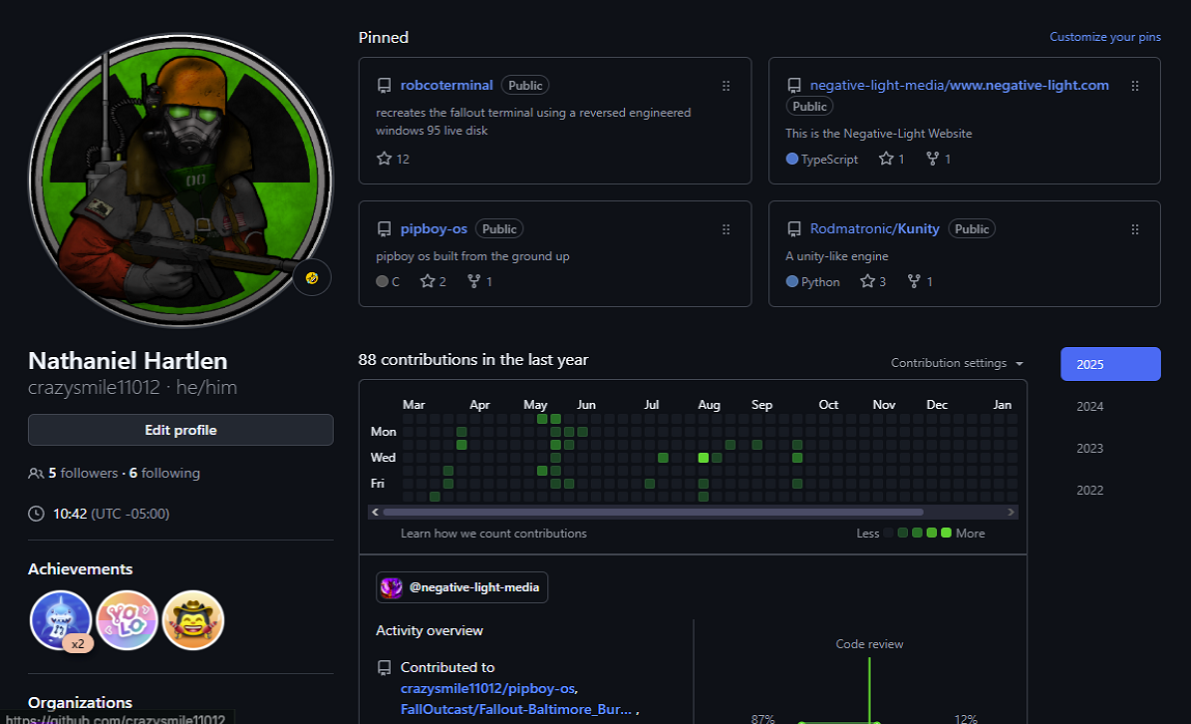 Pinned
Customize your pins
robcoterminal Public
recreates the fallout terminal using a reversed engineered
windows 95 live disk
12
negative-light-media/www.negative-light.com
Public
This is the Negative-Light Website
TypeScript 1 1
pipboy-os Public
pipboy os built from the ground up
C 2 1
Rodmatronic/Kunity Public
A unity-like engine
Python 3 1
Nathaniel Hartlen
crazysmile11012 · he/him
Edit profile
5 followers · 6 following
10:42 (UTC -05:00)
Achievements
YOLO
x2
Organizations
https://github.com/crazysmile11012
88 contributions in the last year
Contribution settings
2025
2024
2023
2022
Mar Apr May Jun Jul Aug Sep Oct Nov Dec Jan
Mon
Wed
Fri
Learn how we count contributions
Less More
@negative-light-media
Activity overview
Contributed to
crazysmile11012/pipboy-os,
FallOutcast/Fallout-Baltimore_Bur... ,
Code review
87% 12%